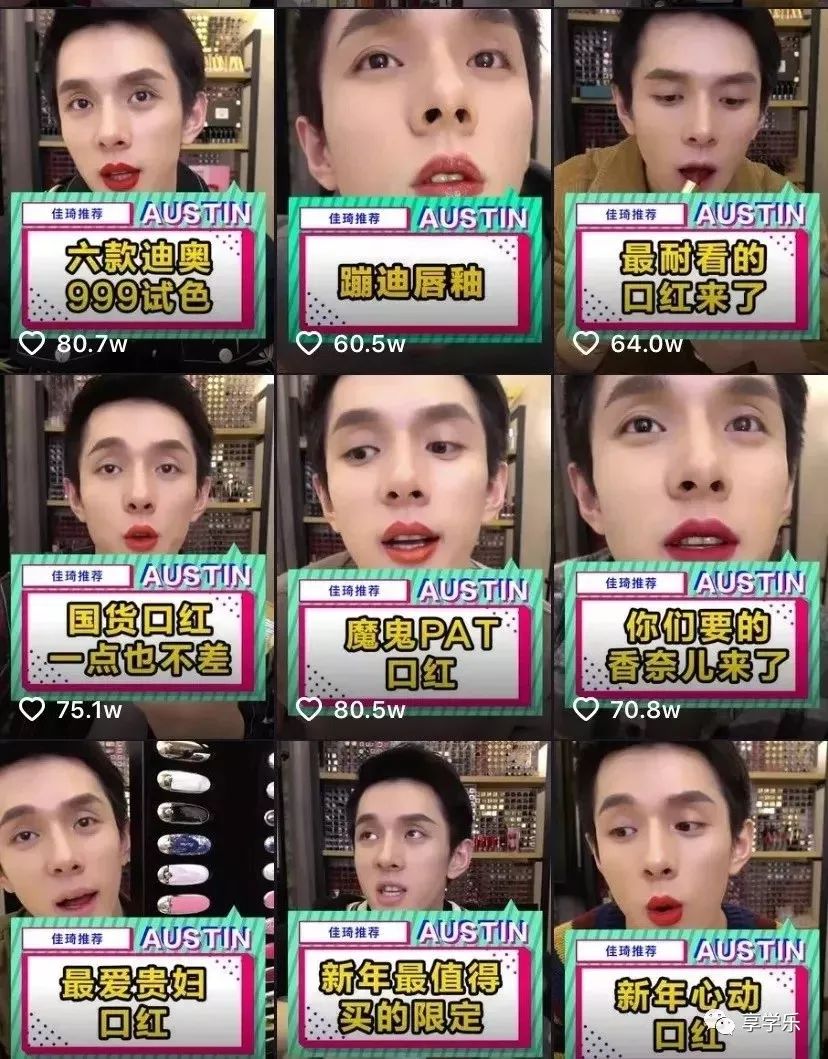 佳琦推荐 AUSTIN
六款迪奥
999试色
80.7w
佳琦推荐 AUSTIN
蹦迪唇釉
60.5w
佳琦推荐 AUSTIN
最耐看的
口红来了
64.0w
佳琦推荐 AUSTIN
国货口红
一点也不差
75.1w
佳琦推荐 AUSTIN
魔鬼PAT
口红
80.5w
佳琦推荐 AUSTIN
你们要的
香奈儿来了
70.8w
佳琦推荐 AUSTIN
最爱贵妇
口红
佳琦推荐 AUSTIN
新年最值得
买的限定
佳琦推荐 AUSTIN
新年心动
口红
享学乐